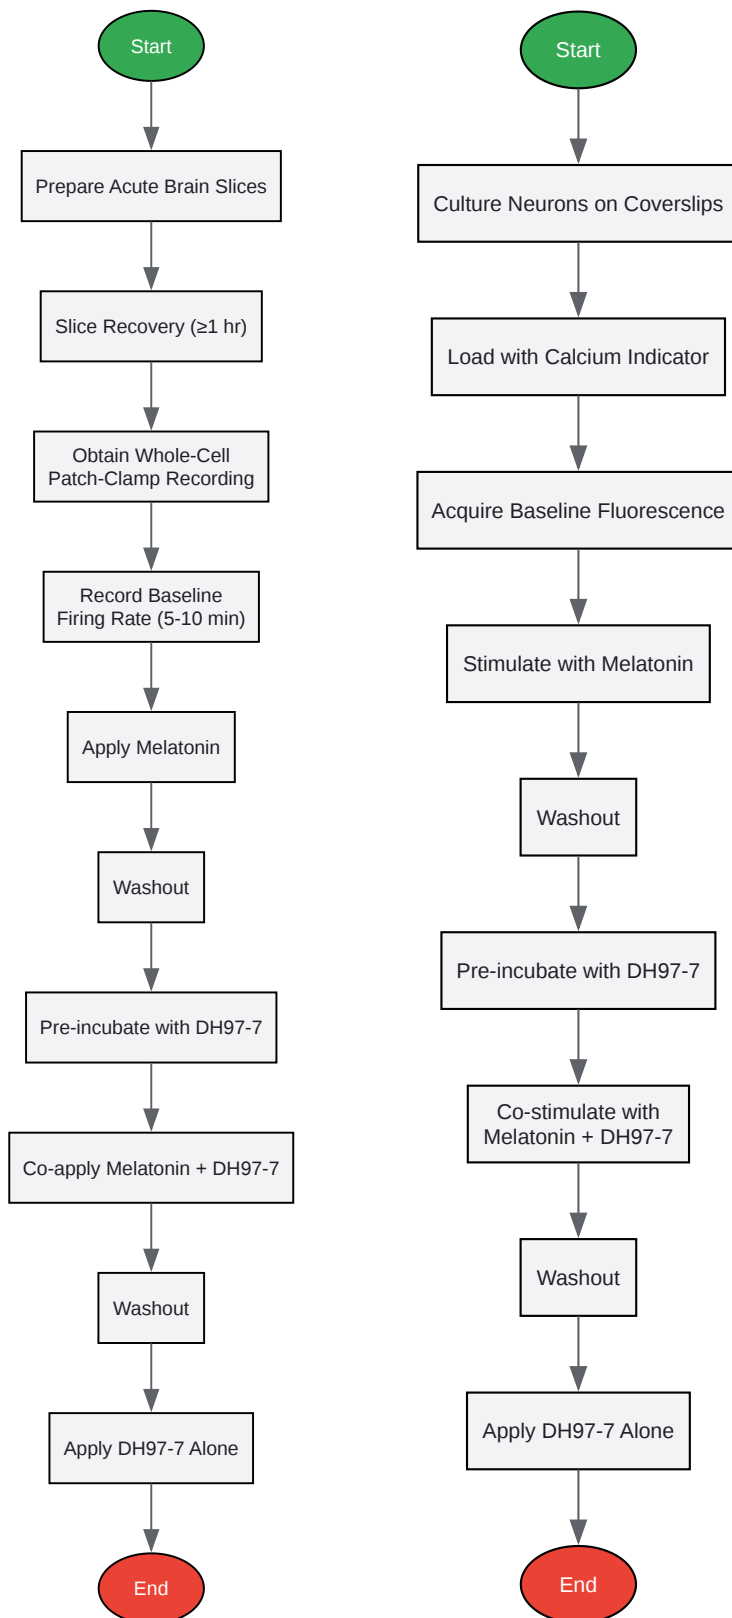 Start
Prepare Acute Brain Slices
Slice Recovery (≥1 hr)
Obtain Whole-Cell
Patch-Clamp Recording
Record Baseline
Firing Rate (5-10 min)
Apply Melatonin
Washout
Pre-incubate with DH97-7
Co-apply Melatonin + DH97-7
Washout
Apply DH97-7 Alone
End
Start
Culture Neurons on Coverslips
Load with Calcium Indicator
Acquire Baseline Fluorescence
Stimulate with Melatonin
Washout
Pre-incubate with DH97-7
Co-stimulate with
Melatonin + DH97-7
Washout
Apply DH97-7 Alone
End